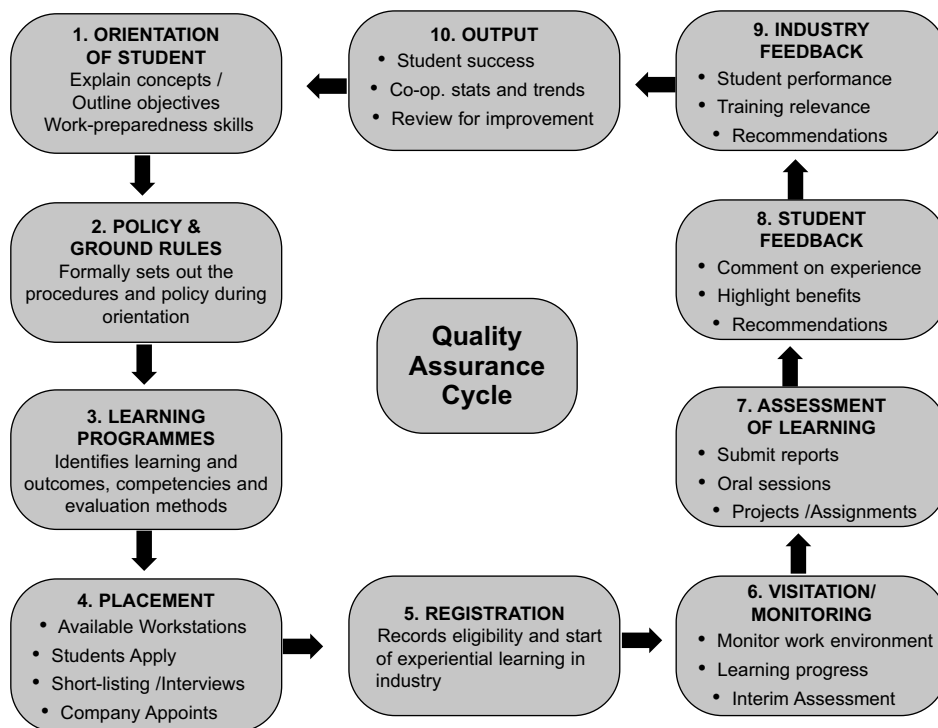 1. ORIENTATION
OF STUDENT
Explain concepts /
Outline objectives
Work-preparedness skills
2. POLICY &
GROUND RULES
Formally sets out the
procedures and policy during
orientation
3. LEARNING
PROGRAMMES
Identifies learning and
outcomes, competencies and
evaluation methods
4. PLACEMENT
• Available Workstations
• Students Apply
• Short-listing /Interviews
• Company Appoints
5. REGISTRATION
Records eligibility and start
of experiential learning in
industry
6. VISITATION/
MONITORING
• Monitor work environment
• Learning progress
• Interim Assessment
7. ASSESSMENT
OF LEARNING
• Submit reports
• Oral sessions
• Projects /Assignments
8. STUDENT
FEEDBACK
• Comment on experience
• Highlight benefits
• Recommendations
9. INDUSTRY
FEEDBACK
• Student performance
• Training relevance
• Recommendations
10. OUTPUT
• Student success
• Co-op. stats and trends
• Review for improvement
Quality
Assurance
Cycle